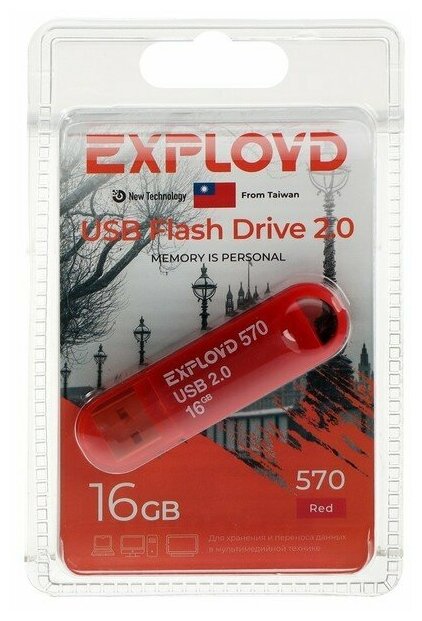 EXPLOYD
New Technology
From Taiwan
USB Flash Drive 2.0
MEMORY IS PERSONAL
EXPLOYD 570
USB 2.0
16GB
570
Red
16GB
Для хранения и переноса данных
в мультимедийной технике